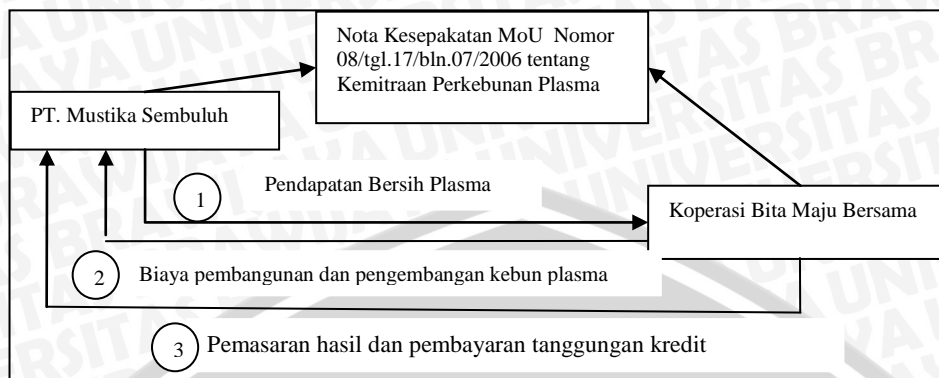 Nota Kesepakatan MoU Nomor
08/tgl.17/bln.07/2006 tentang
Kemitraan Perkebunan Plasma
PT. Mustika Sembuluh
1
Pendapatan Bersih Plasma
Koperasi Bita Maju Bersama
2
Biaya pembangunan dan pengembangan kebun plasma
3
Pemasaran hasil dan pembayaran tanggungan kredit